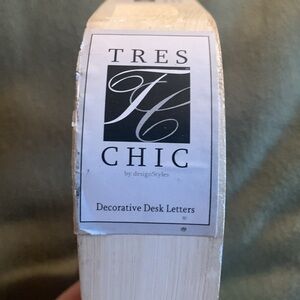 TRES
TC
CHIC
by designStyles
Decorative Desk Letters